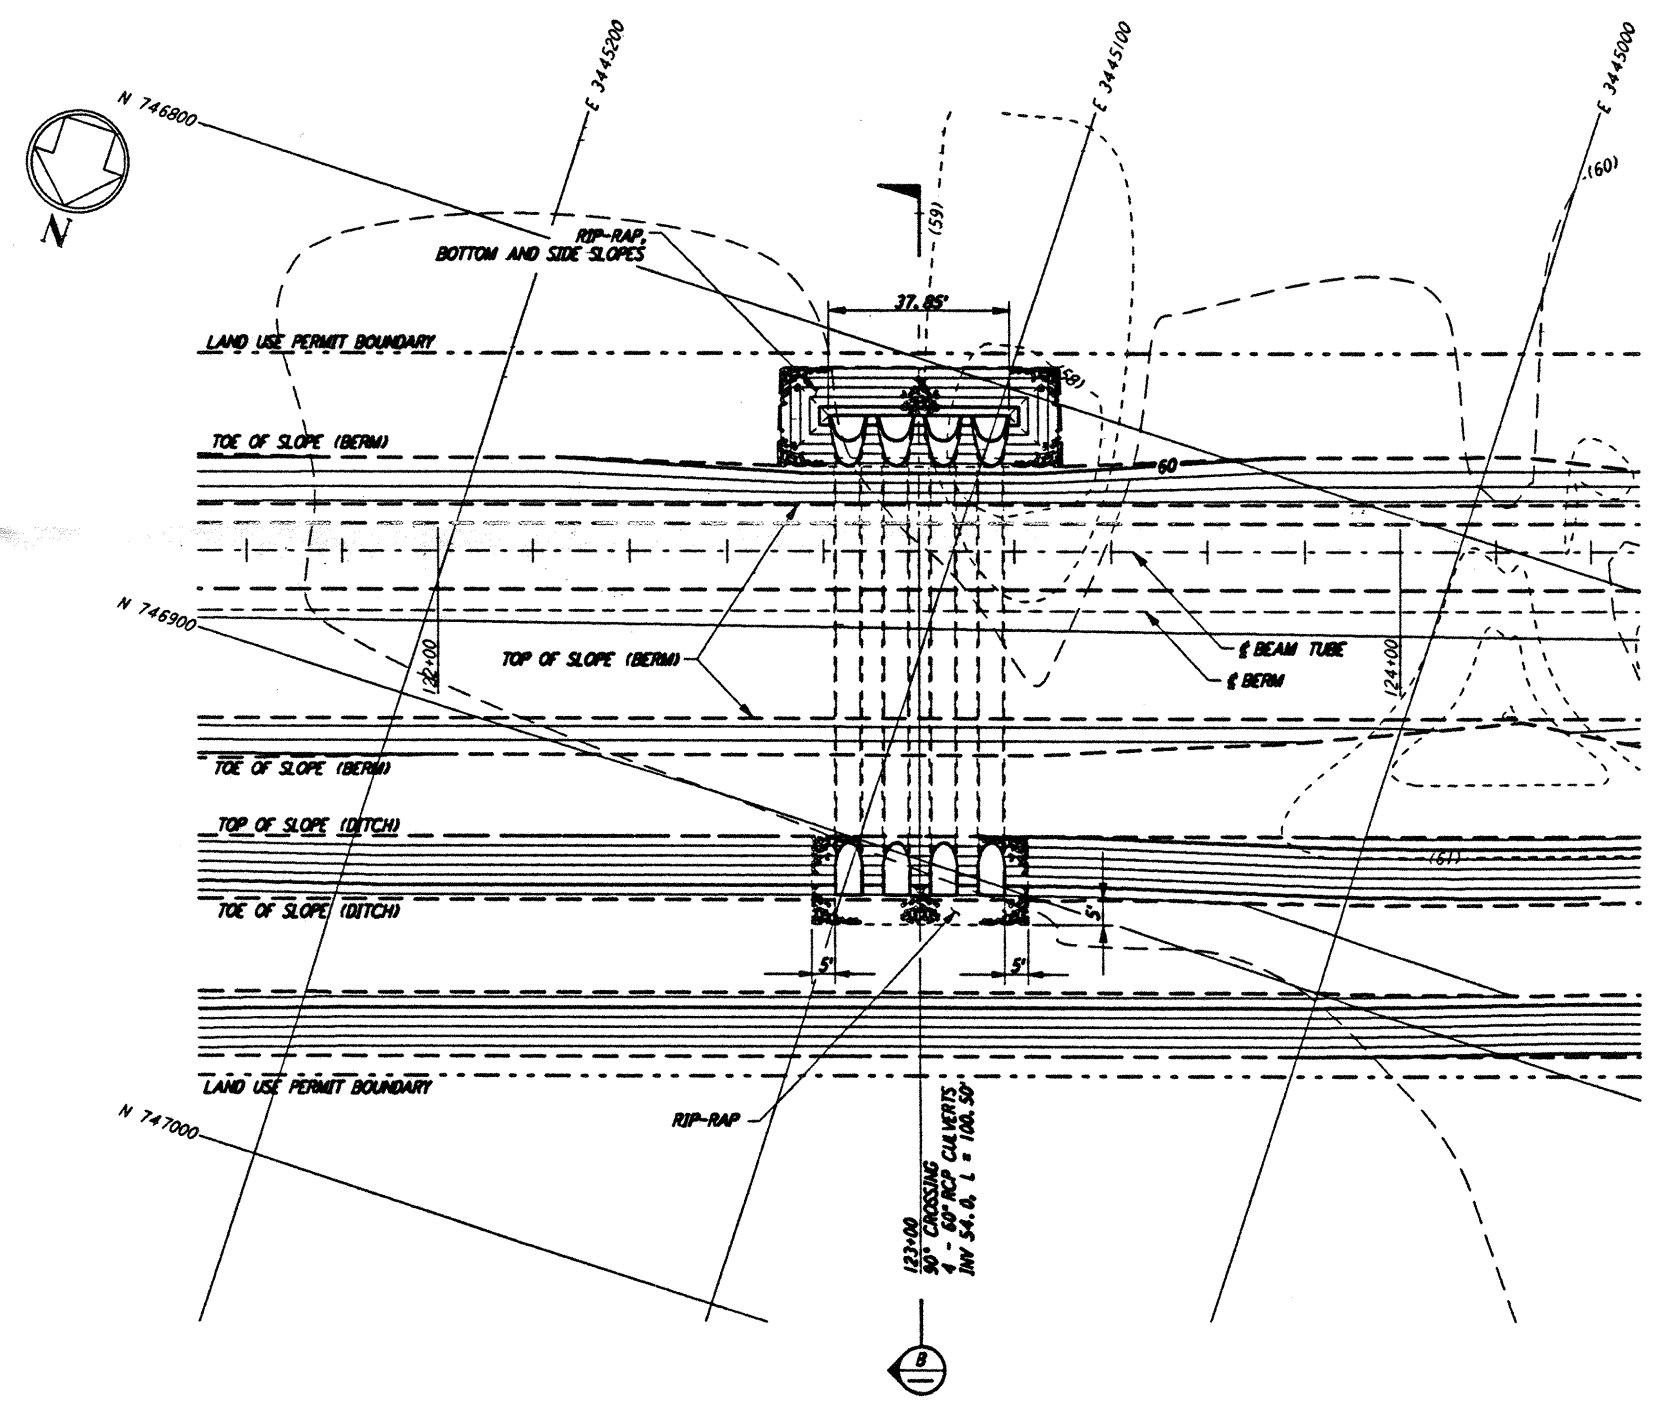 E 3445200
E 3445100
E 3445000
N 746800
(60)
N
(59)
RIP-RAP,
BOTTOM AND SIDE SLOPES
37.85'
LAND USE PERMIT BOUNDARY
(58)
TOE OF SLOPE (BERM)
60
N 746900
122+00
TOP OF SLOPE (BERM)
℄ BEAM TUBE
℄ BERM
124+00
TOE OF SLOPE (BERM)
TOP OF SLOPE (DITCH)
(61)
TOE OF SLOPE (DITCH)
5'
5'
5'
LAND USE PERMIT BOUNDARY
N 747000
RIP-RAP
123+00
90° CROSSING
4 - 60" RCP CULVERTS
INV 54.0, L = 100.50'
B